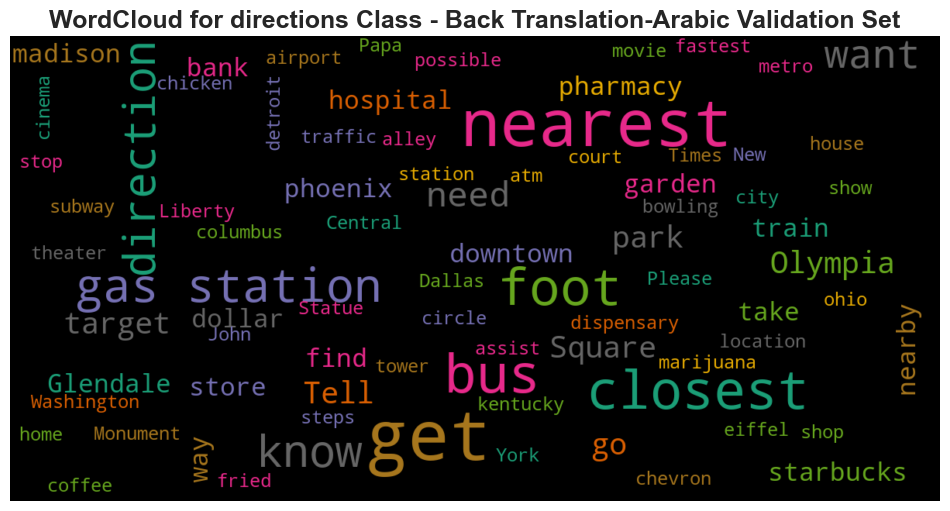 WordCloud for directions Class - Back Translation-Arabic Validation Set
madison
direction
bank
airport
Papa
possible
movie
fastest
metro
want
cinema
chicken
detroit
hospital
pharmacy
nearest
traffic
alley
stop
court
Times
New
house
station
atm
phoenix
need
garden
bowling
city
show
subway
Liberty
Central
columbus
park
train
theater
downtown
Olympia
gas station
Dallas
foot
Please
ohio
target
dollar
Statue
John
circle
dispensary
take
nearby
location
find
tower
assist
Square
marijuana
Glendale
store
Tell
bus
closest
Washington
steps
kentucky
home
Monument
way
know
get
York
go
eiffel
shop
coffee
fried
chevron
starbucks